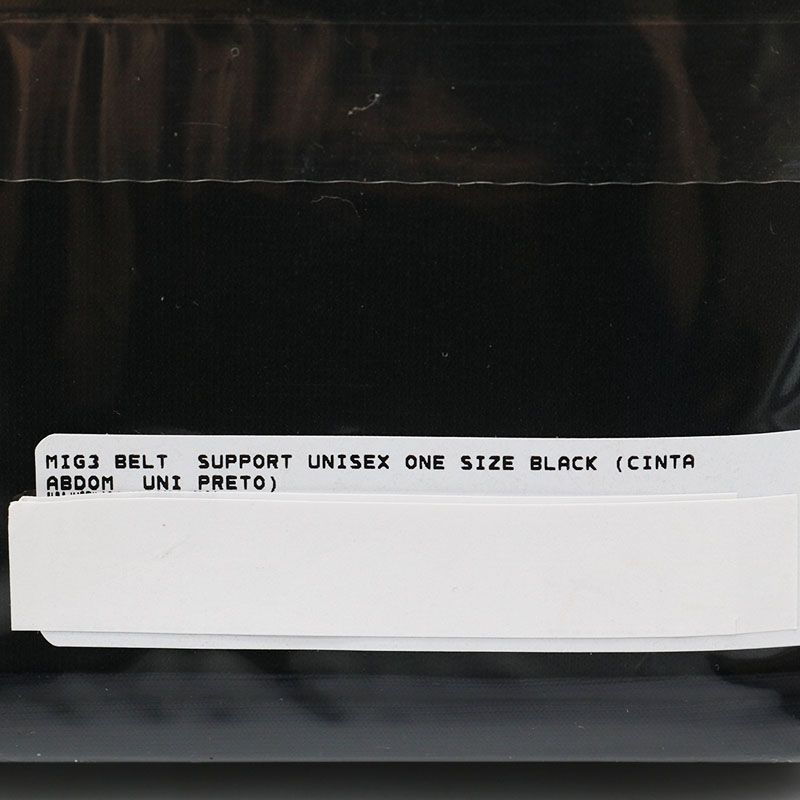 MIG3 BELT  SUPPORT UNISEX ONE SIZE BLACK (CINTA
ABDOM  UNI PRETO)